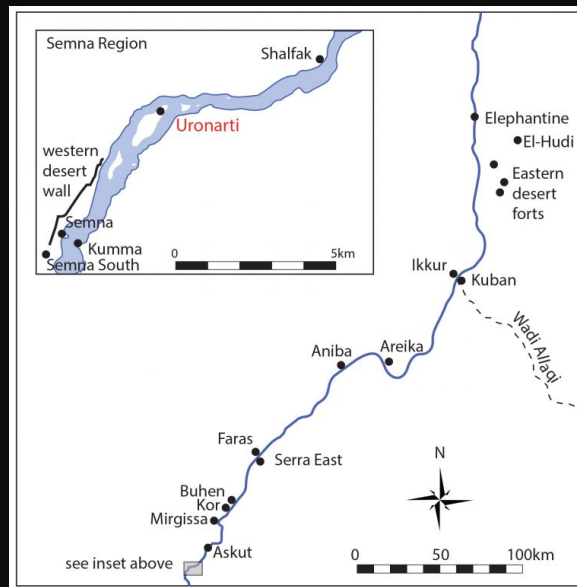 Semna Region
Shalfak
Uronarti
western
desert
wall
Semna
Kumma
Semna South
0
5km
Elephantine
El-Hudi
Eastern
desert
forts
Ikkur
Kuban
Wadi Allaqi
Aniba
Areika
Faras
Serra East
N
Buhen
Kor
Mirgissa
Askut
see inset above
0
50
100km